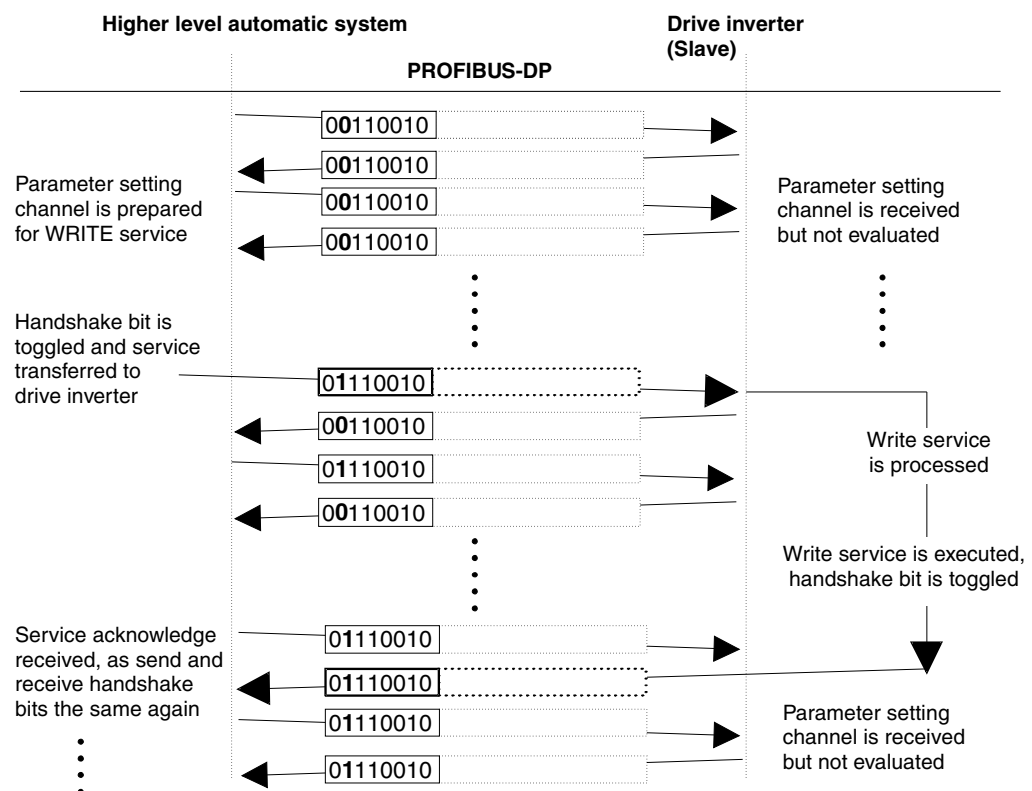 Higher level automatic system
Drive inverter
(Slave)
PROFIBUS-DP
00110010
00110010
00110010
00110010
Parameter setting
channel is prepared
for WRITE service
Parameter setting
channel is received
but not evaluated
Handshake bit is
toggled and service
transferred to
drive inverter
01110010
00110010
01110010
00110010
Write service
is processed
Write service is executed,
handshake bit is toggled
Service acknowledge
received, as send and
receive handshake
bits the same again
01110010
01110010
01110010
01110010
Parameter setting
channel is received
but not evaluated